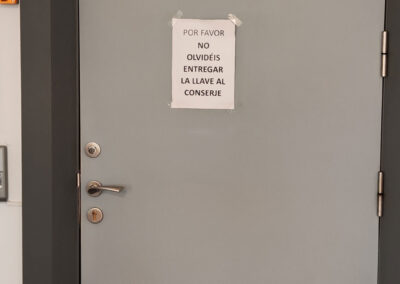 POR FAVOR
NO
OLVIDÉIS
ENTREGAR
LA LLAVE AL
CONSERJE